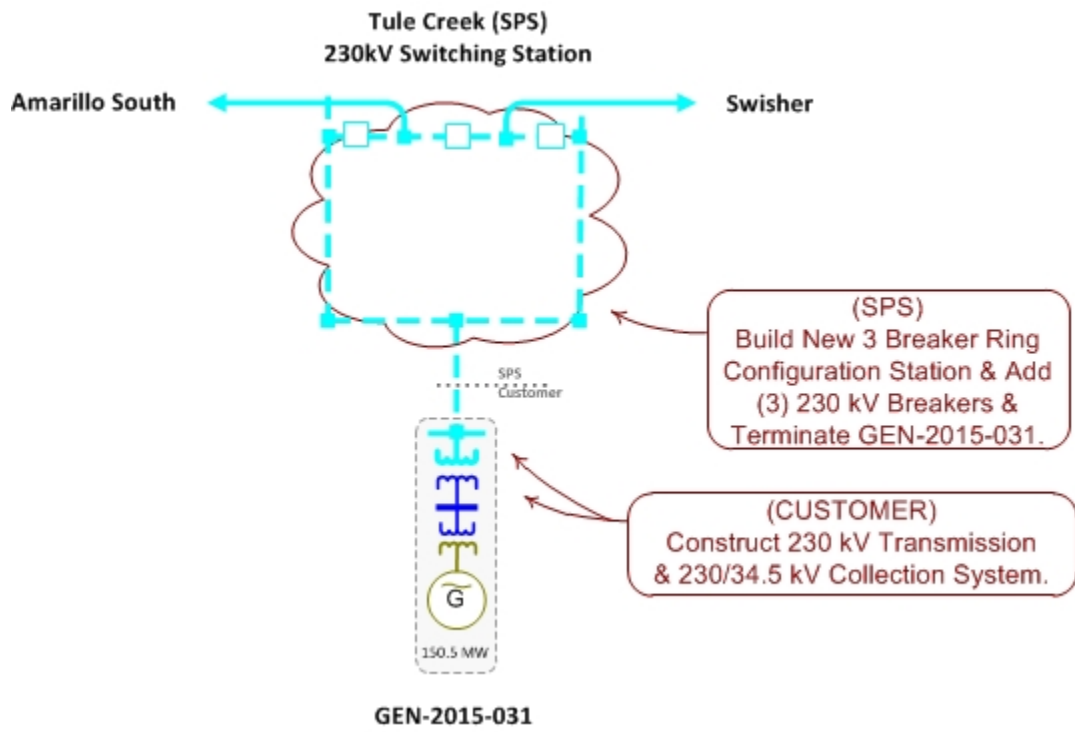 Tule Creek (SPS)
230kV Switching Station
Amarillo South
Swisher
(SPS)
Build New 3 Breaker Ring
Configuration Station & Add
(3) 230 kV Breakers &
Terminate GEN-2015-031.
SPS
Customer
(CUSTOMER)
Construct 230 kV Transmission
& 230/34.5 kV Collection System.
G
150.5 MW
GEN-2015-031